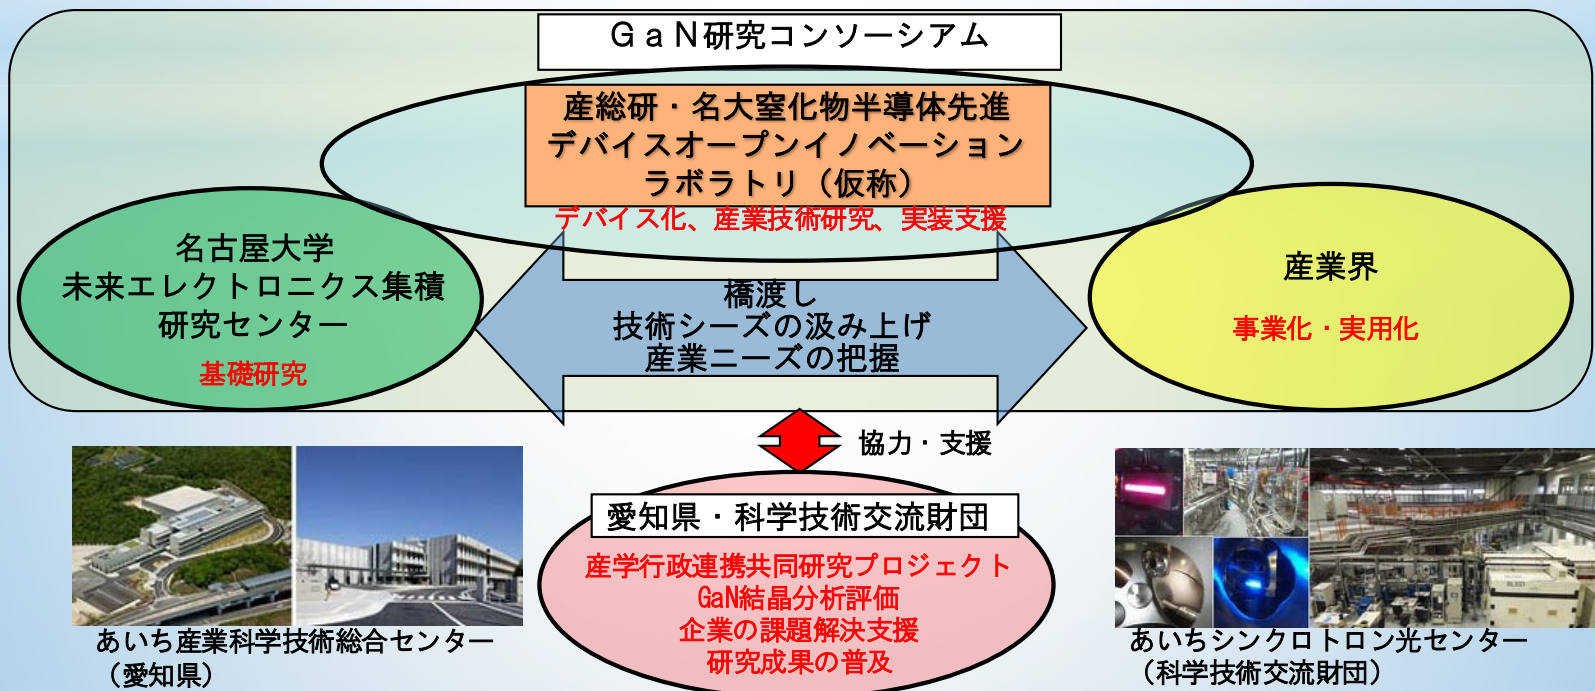 ＧａＮ研究コンソーシアム
産総研・名大窒化物半導体先進
デバイスオープンイノベーション
ラボラトリ（仮称）
デバイス化、産業技術研究、実装支援
名古屋大学
未来エレクトロニクス集積
研究センター
基礎研究
橋渡し
技術シーズの汲み上げ
産業ニーズの把握
産業界
事業化・実用化
協力・支援
愛知県・科学技術交流財団
産学行政連携共同研究プロジェクト
GaN結晶分析評価
企業の課題解決支援
研究成果の普及
あいち産業科学技術総合センター
（愛知県）
あいちシンクロトロン光センター
（科学技術交流財団）